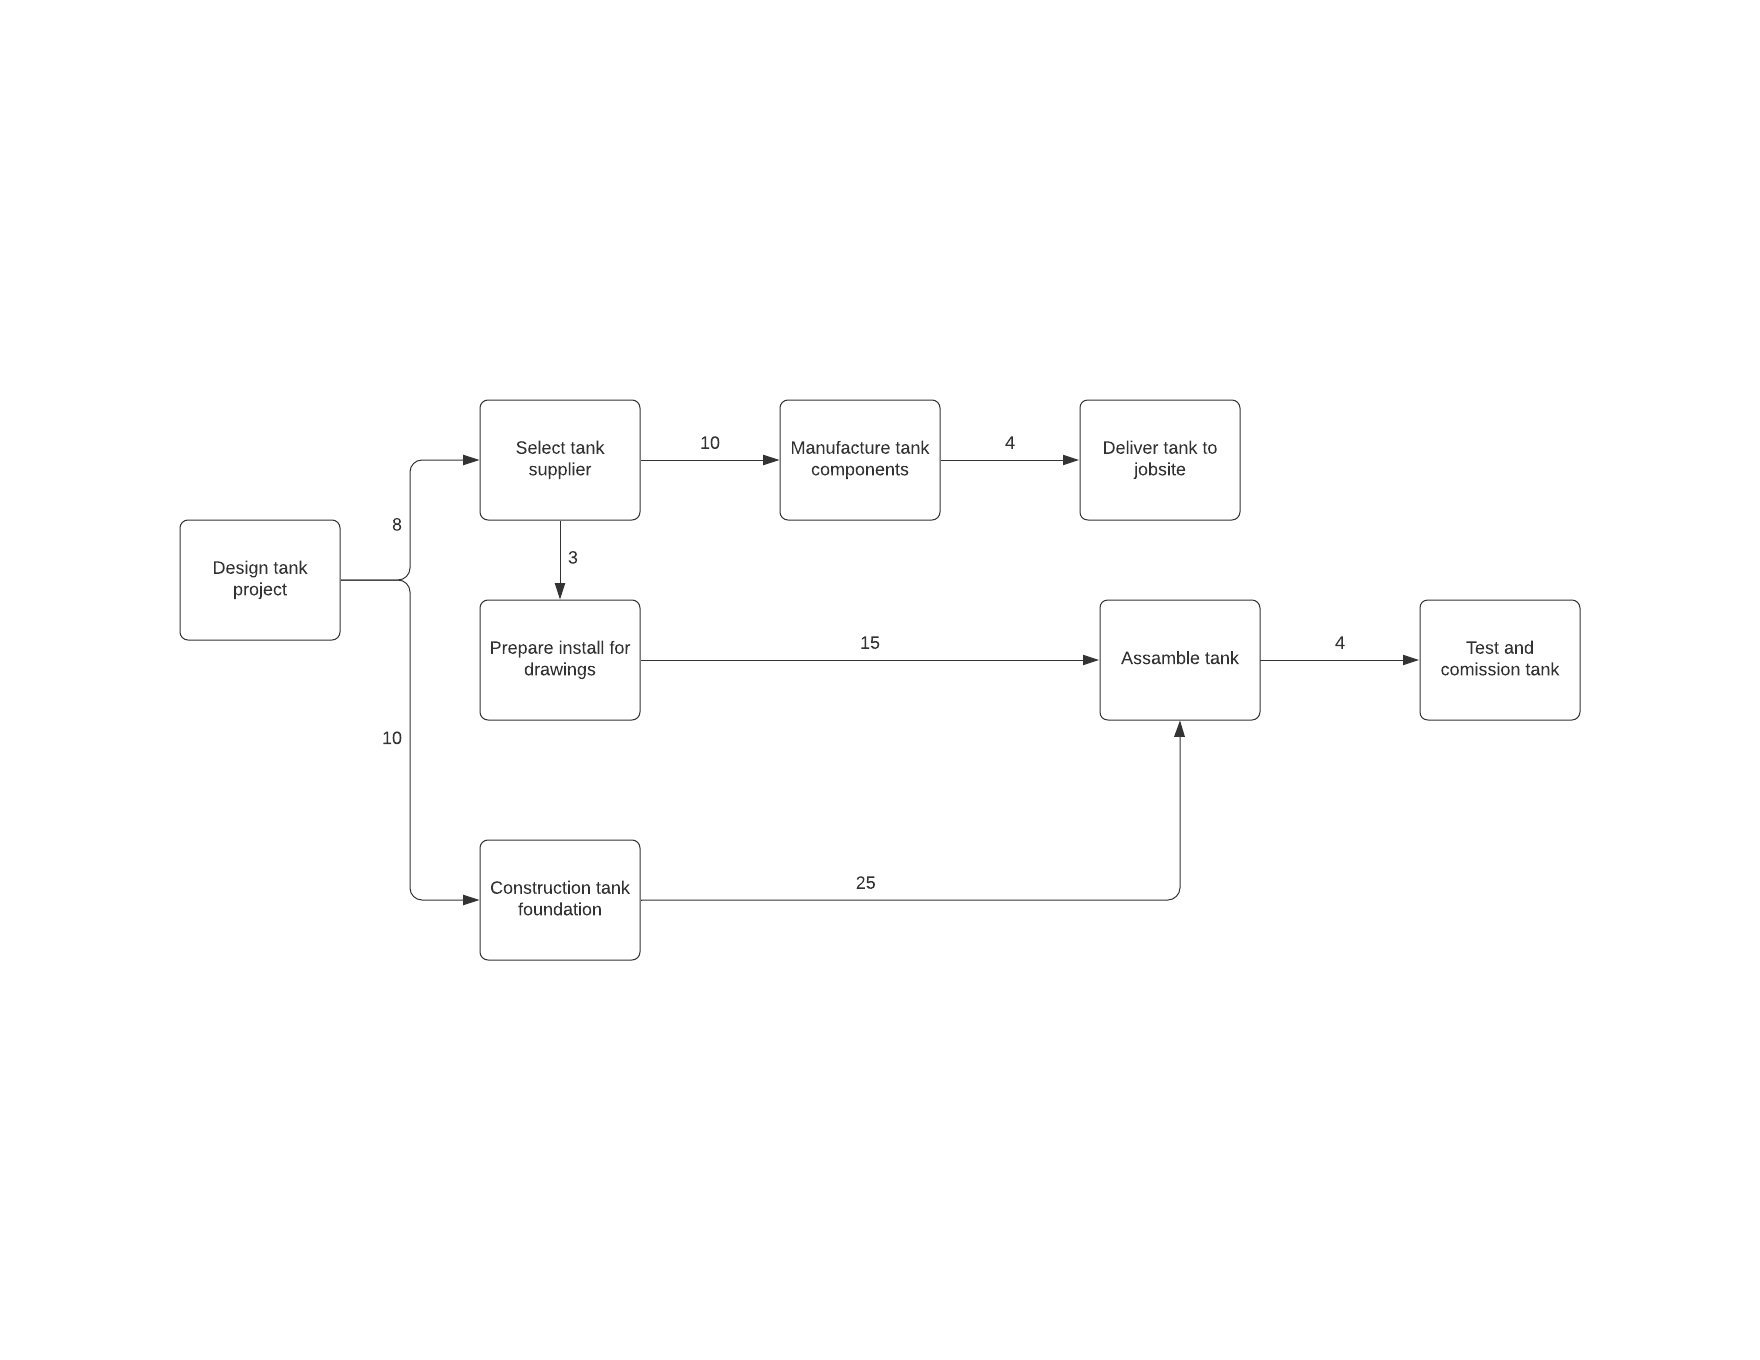 Select tank
supplier
10
Manufacture tank
components
4
Deliver tank to
jobsite
8
Design tank
project
3
Prepare install for
drawings
15
Assamble tank
4
Test and
comission tank
10
Construction tank
foundation
25